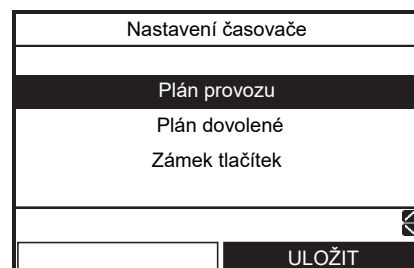 Nastavení časovače
Plán provozu
Plán dovolené
Zámek tlačítek
ULOŽIT